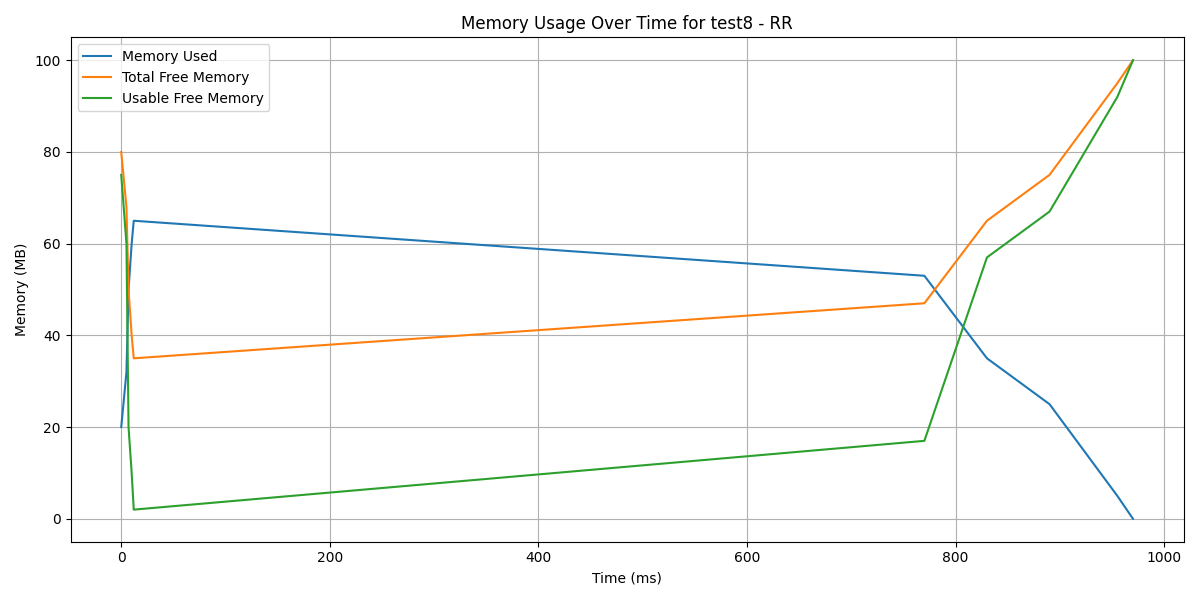 Memory Usage Over Time for test8 - RR
Memory Used
Total Free Memory
Usable Free Memory
Memory (MB)
100
80
60
40
20
0
0 200 400 600 800 1000
Time (ms)